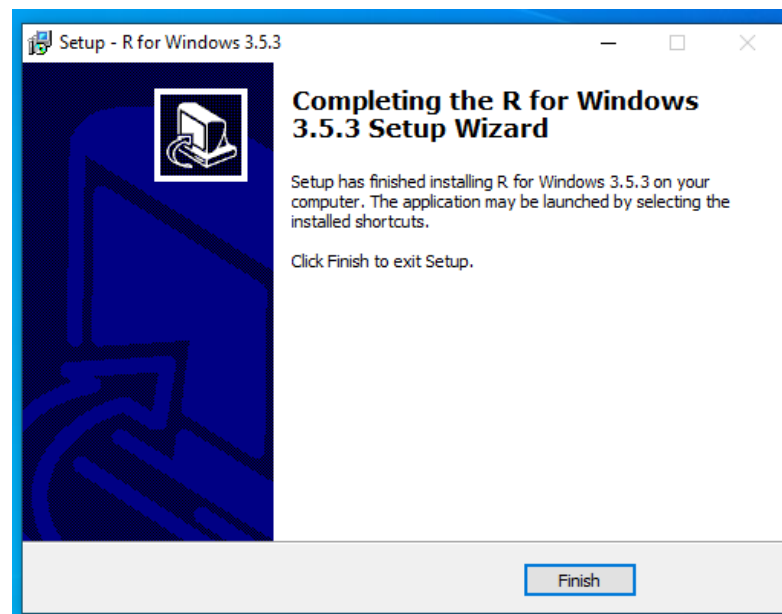 Setup - R for Windows 3.5.3
Completing the R for Windows
3.5.3 Setup Wizard
Setup has finished installing R for Windows 3.5.3 on your
computer. The application may be launched by selecting the
installed shortcuts.
Click Finish to exit Setup.
Finish